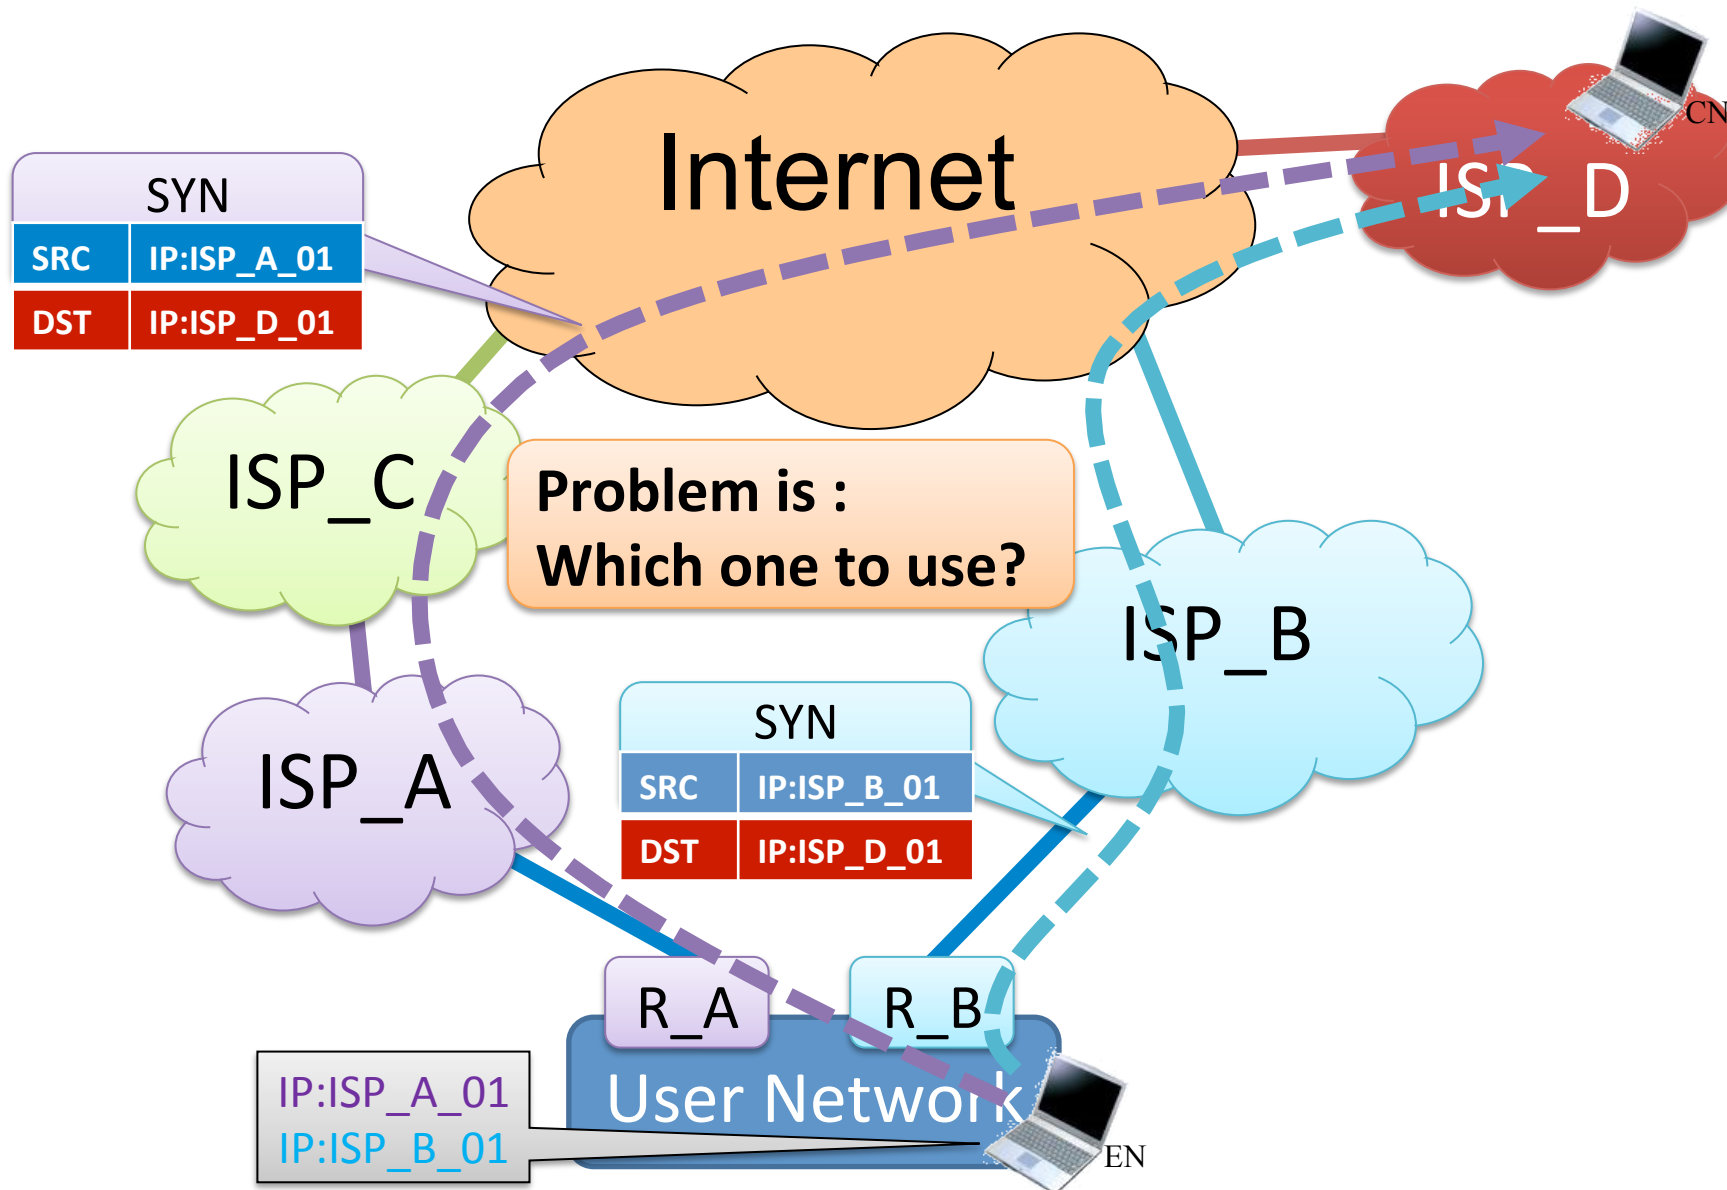 Internet
CN
ISP_D
SYN
SRC IP:ISP_A_01
DST IP:ISP_D_01
ISP_C
Problem is :
Which one to use?
ISP_B
ISP_A
SYN
SRC IP:ISP_B_01
DST IP:ISP_D_01
R_A
R_B
IP:ISP_A_01
IP:ISP_B_01
User Network
EN